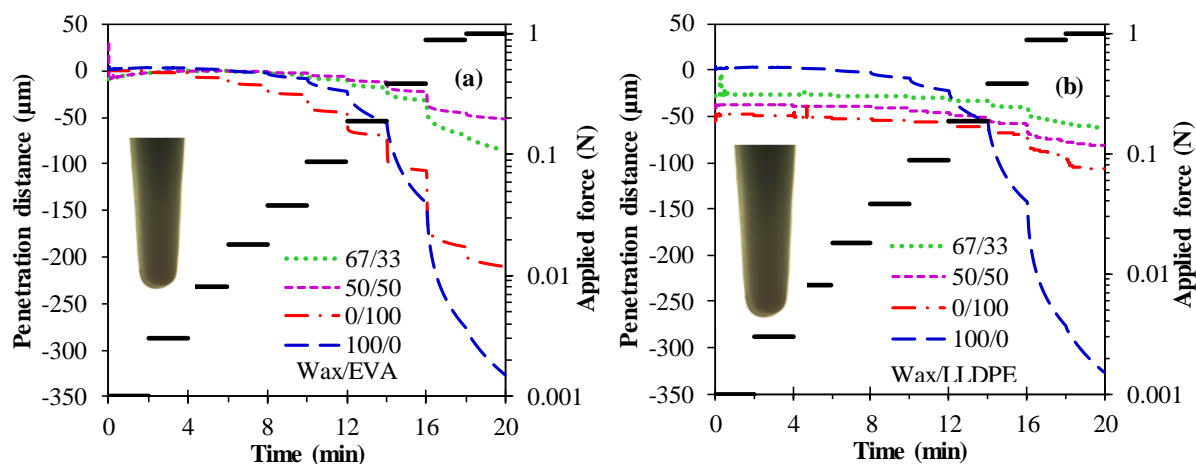 50
0
-50
-100
-150
-200
-250
-300
-350
Penetration distance (µm)
(a)
67/33
50/50
0/100
100/0
Wax/EVA
1
0.1
0.01
0.001
Applied force (N)
0 4 8 12 16 20
Time (min)
50
0
-50
-100
-150
-200
-250
-300
-350
Penetration distance (µm)
(b)
67/33
50/50
0/100
100/0
Wax/LLDPE
1
0.1
0.01
0.001
Applied force (N)
0 4 8 12 16 20
Time (min)